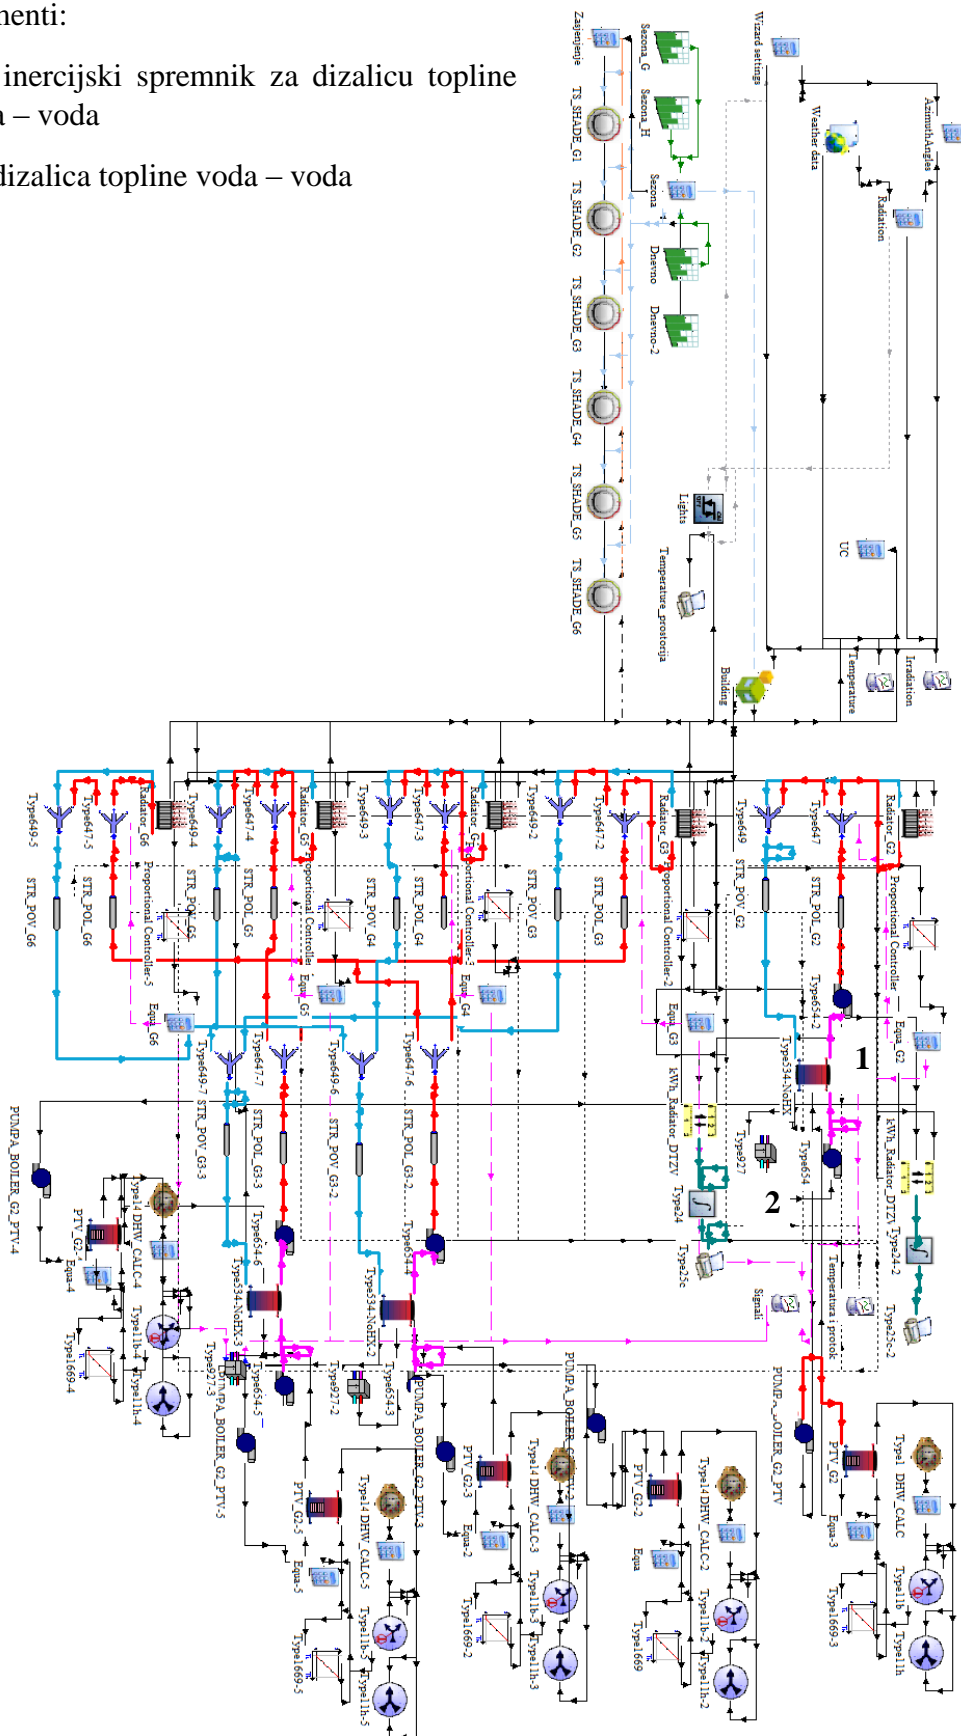 nenti:
inercijski spremnik za dizalicu topline
a – voda
dizalica topline voda – voda
Zasjenjenje
Sezona_G
Sezona_H
Sezona
Dnevno
Dnevno-2
TS_SHADE_G1
TS_SHADE_G2
TS_SHADE_G3
TS_SHADE_G4
TS_SHADE_G5
TS_SHADE_G6
Wizard settings
Weather data
AzimuthAngles
Radiation
Lights
UC
Temperature_prostorija
Building
Temperature
Irradiation
Radiator_G6
Type649-5
Type647-5
Type649-4
Type647-4
Radiator_G5
Type649-3
Type647-3
Type649-2
Type647-2
Radiator_G3
Type649
Type647
Radiator_G2
STR_POV_G6
STR_POL_G6
Proportional Controller-5
STR_POL_G5
STR_POV_G4
STR_POL_G4
STR_POV_G3
STR_POL_G3
STR_POV_G2
STR_POL_G2
Proportional Controller
Equa_G6
Equa_G5
Equa_G4
Equa_G3
Equa_G2
Type654-2
1
Type534-NoHX
Type649-7
Type647-7
Type649-6
Type647-6
kWh_Radiator_DTZV
Type927
Type654
STR_POV_G3-3
STR_POL_G3-3
STR_POV_G3-2
STR_POL_G3-2
2
Type24
Type24-2
Type25c
Type25c-2
Signali
Temperatura i protok
PUMPA_BOILER_G2_PTV-4
PTV_G2-4
Equa-4
DHW_CALC-4
Type11b-4
Type11h-4
Type1669-4
Type654-6
Type654-4
Type534-NoHX-3
Type534-NoHX-2
Type927-3
Type654-5
Type927-2
Type654-3
PUMPA_BOILER_G2_PTV-3
PTV_G2-5
Equa-5
Type14
DHW_CALC-5
Type11b-5
Type11h-5
Type1669-5
PTV_G2-3
Equa-2
Type14
DHW_CALC-3
Type11b-3
Type11h-3
Type1669-2
PTV_G2-2
Equa
Type14
DHW_CALC-2
Type11b-2
Type11h-2
Type1669
PTV_G2
Equa-3
DHW_CALC
Type11b
Type11h
Type1669-3